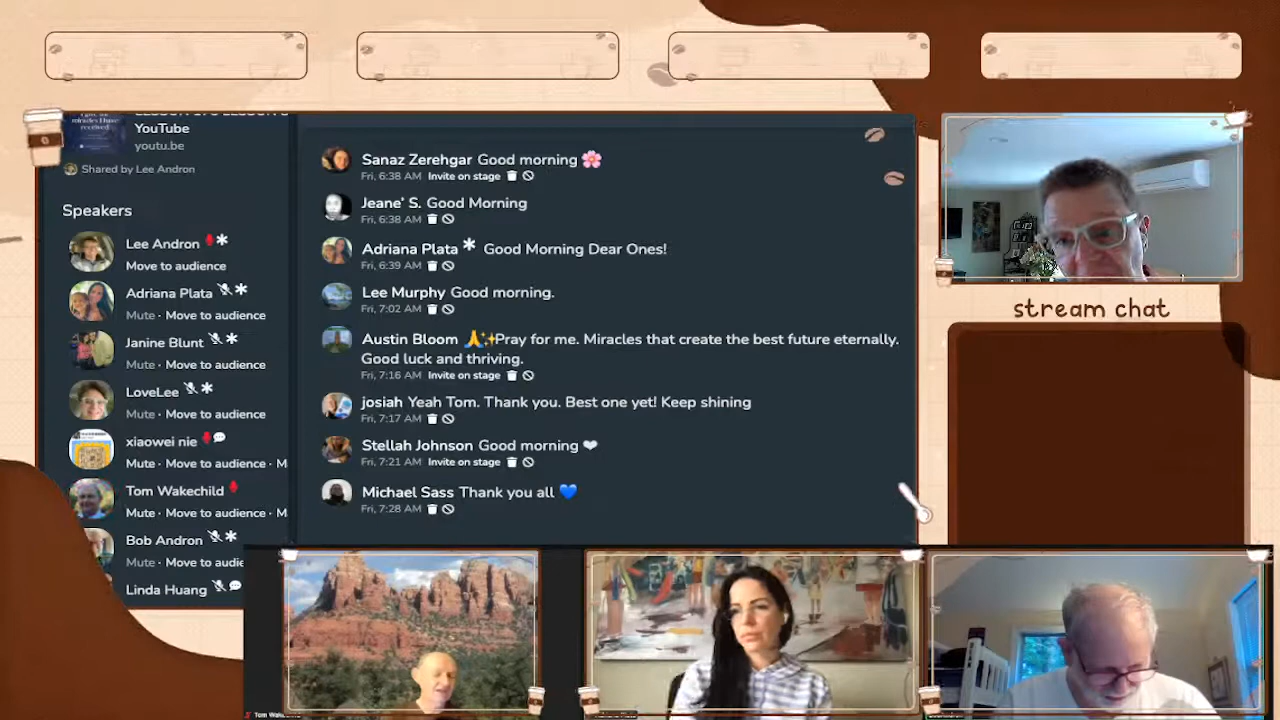 miracles I have
received
YouTube
youtu.be
Shared by Lee Andron
Speakers
Lee Andron
Move to audience
Adriana Plata
Mute · Move to audience
Janine Blunt
Mute · Move to audience
LoveLee
Mute · Move to audience
xiaowei nie
Mute · Move to audience · M
Tom Wakechild
Mute · Move to audience · M
Bob Andron
Mute · Move to audie
Linda Huang
Sanaz Zerehgar Good morning 🌸
Fri, 6:38 AM Invite on stage
Jeane' S. Good Morning
Fri, 6:38 AM
Adriana Plata * Good Morning Dear Ones!
Fri, 6:39 AM
Lee Murphy Good morning.
Fri, 7:02 AM
Austin Bloom 🙏✨Pray for me. Miracles that create the best future eternally.
Good luck and thriving.
Fri, 7:16 AM Invite on stage
josiah Yeah Tom. Thank you. Best one yet! Keep shining
Fri, 7:17 AM
Stellah Johnson Good morning ❤
Fri, 7:21 AM Invite on stage
Michael Sass Thank you all 💙
Fri, 7:28 AM
stream chat